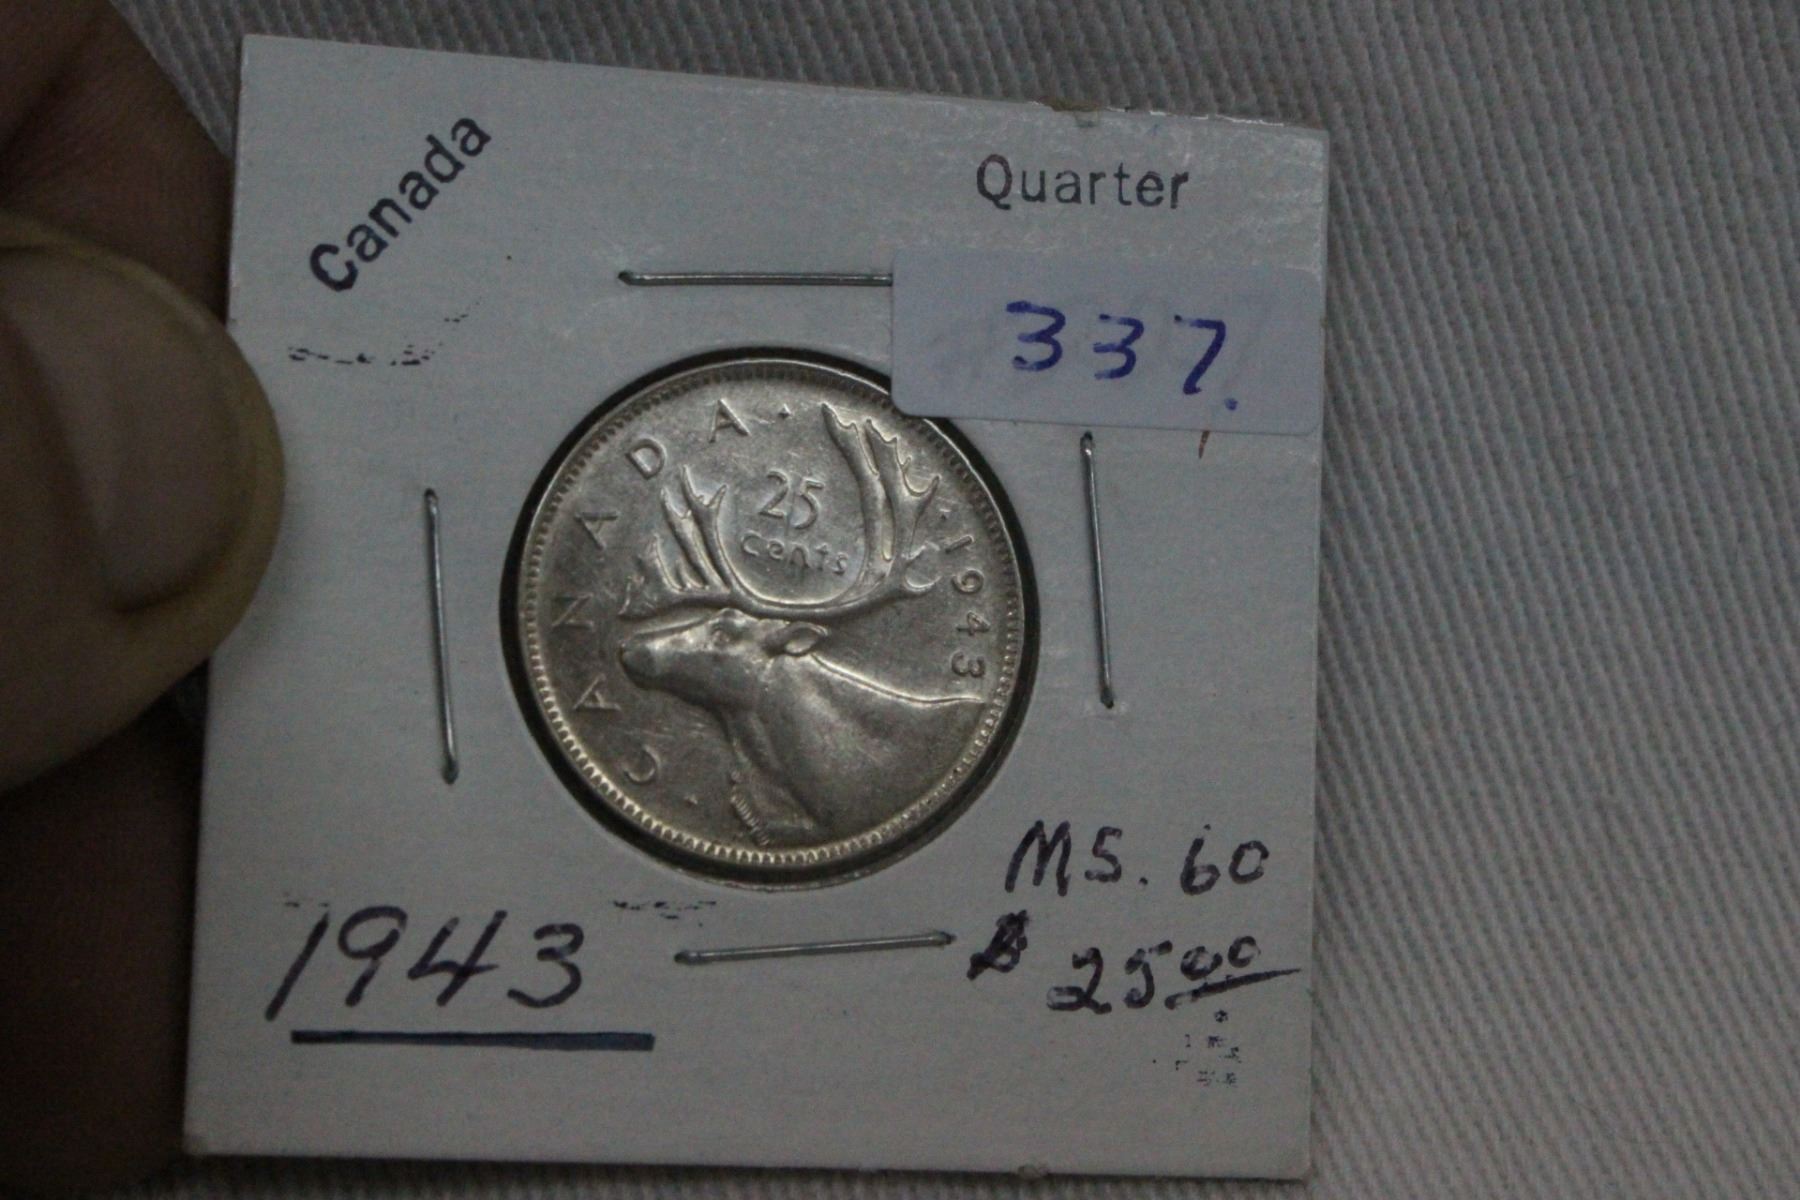 Canada
Quarter
337.
CANADA
25
cents
1943
MS. 60
1943
$ 25.00